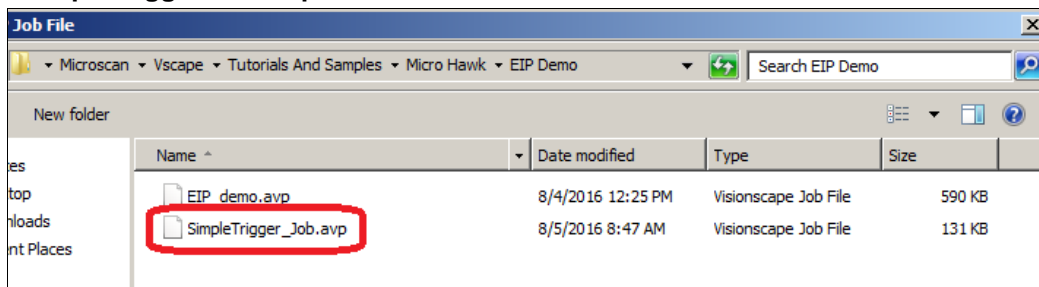 Job File
Microscan Vscape Tutorials And Samples Micro Hawk EIP Demo Search EIP Demo
New folder
Name Date modified Type Size
EIP_demo.avp 8/4/2016 12:25 PM Visionscape Job File 590 KB
SimpleTrigger_Job.avp 8/5/2016 8:47 AM Visionscape Job File 131 KB